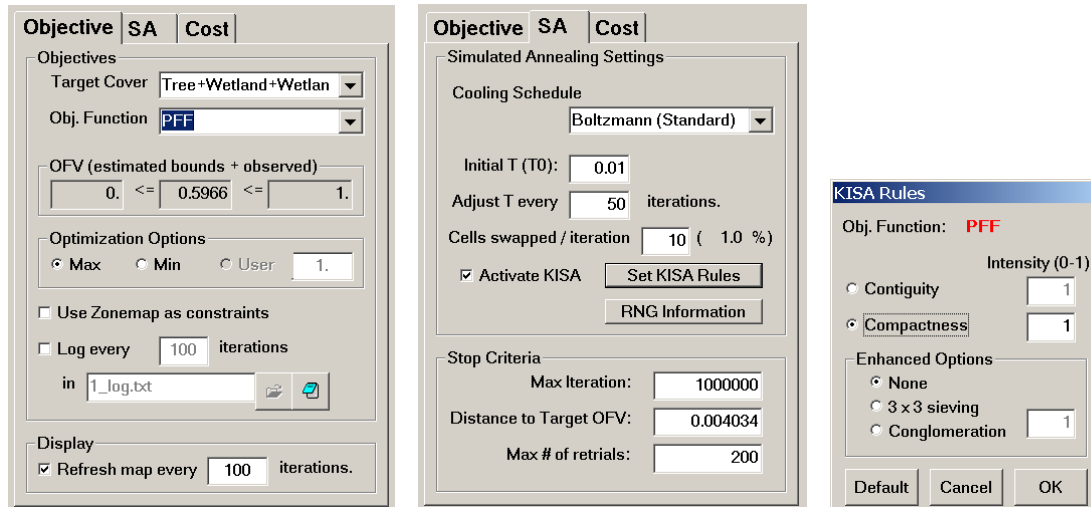 Objective SA Cost
Objectives
Target Cover Tree+Wetland+Wetlan
Obj. Function PFF
OFV (estimated bounds + observed)
0. <= 0.5966 <= 1.
Optimization Options
Max Min User 1.
Use Zonemap as constraints
Log every 100 iterations
in 1_log.txt
Display
Refresh map every 100 iterations.
Objective SA Cost
Simulated Annealing Settings
Cooling Schedule
Boltzmann (Standard)
Initial T (T0): 0.01
Adjust T every 50 iterations.
Cells swapped / iteration 10 ( 1.0 %)
Activate KISA Set KISA Rules
RNG Information
Stop Criteria
Max Iteration: 1000000
Distance to Target OFV: 0.004034
Max # of retrials: 200
KISA Rules
Obj. Function: PFF
Intensity (0-1)
Contiguity 1
Compactness 1
Enhanced Options
None
3 x 3 sieving
Conglomeration 1
Default Cancel OK